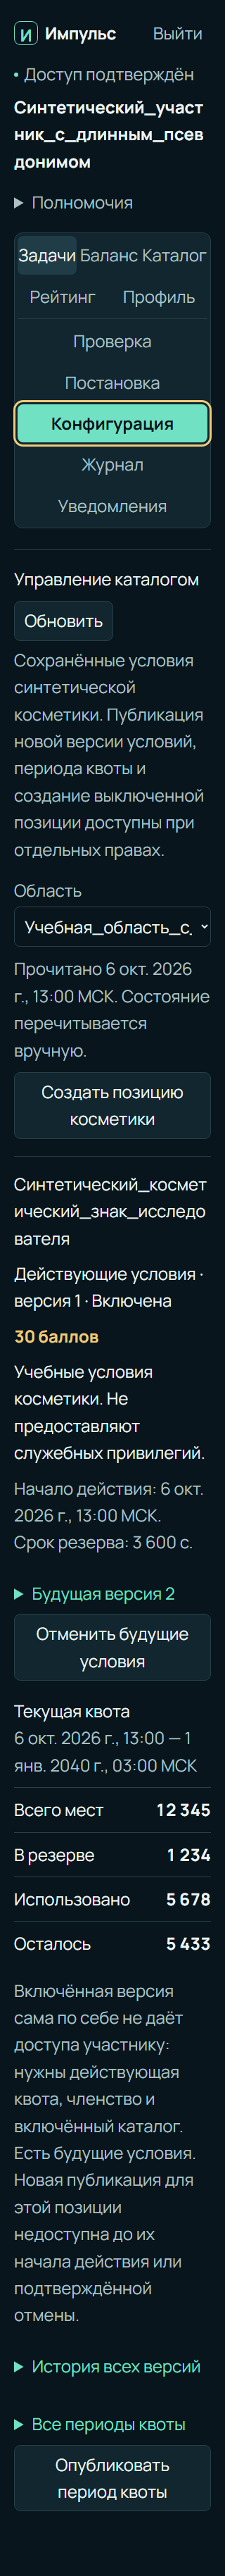 И Импульс Выйти
• Доступ подтверждён
Синтетический_участ
ник_с_длинным_псев
донимом
▶ Полномочия
Задачи Баланс Каталог
Рейтинг Профиль
Проверка
Постановка
Конфигурация
Журнал
Уведомления
Управление каталогом
Обновить
Сохранённые условия
синтетической
косметики. Публикация
новой версии условий,
периода квоты и
создание выключенной
позиции доступны при
отдельных правах.
Область
Учебная_область_с_
Прочитано 6 окт. 2026
г., 13:00 МСК. Состояние
перечитывается
вручную.
Создать позицию
косметики
Синтетический_космет
ический_знак_исследо
вателя
Действующие условия ·
версия 1 · Включена
30 баллов
Учебные условия
косметики. Не
предоставляют
служебных привилегий.
Начало действия: 6 окт.
2026 г., 13:00 МСК.
Срок резерва: 3 600 с.
▶ Будущая версия 2
Отменить будущие
условия
Текущая квота
6 окт. 2026 г., 13:00 — 1
янв. 2040 г., 03:00 МСК
Всего мест 12 345
В резерве 1 234
Использовано 5 678
Осталось 5 433
Включённая версия
сама по себе не даёт
доступа участнику:
нужны действующая
квота, членство и
включённый каталог.
Есть будущие условия.
Новая публикация для
этой позиции
недоступна до их
начала действия или
подтверждённой
отмены.
▶ История всех версий
▶ Все периоды квоты
Опубликовать
период квоты